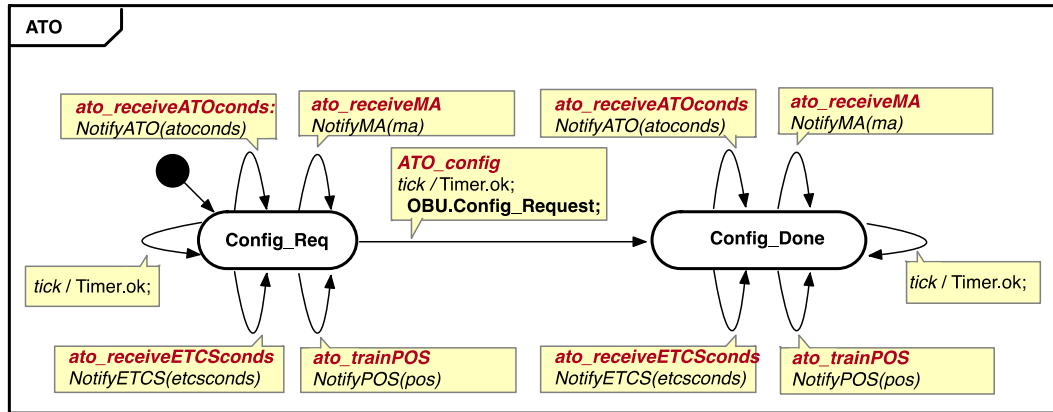 ATO
ato_receiveATOconds:
NotifyATO(atoconds)
ato_receiveMA
NotifyMA(ma)
ato_receiveATOconds
NotifyATO(atoconds)
ato_receiveMA
NotifyMA(ma)
ATO_config
tick / Timer.ok;
OBU.Config_Request;
Config_Req
Config_Done
tick / Timer.ok;
tick / Timer.ok;
ato_receiveETCSconds
NotifyETCS(etcsconds)
ato_trainPOS
NotifyPOS(pos)
ato_receiveETCSconds
NotifyETCS(etcsconds)
ato_trainPOS
NotifyPOS(pos)